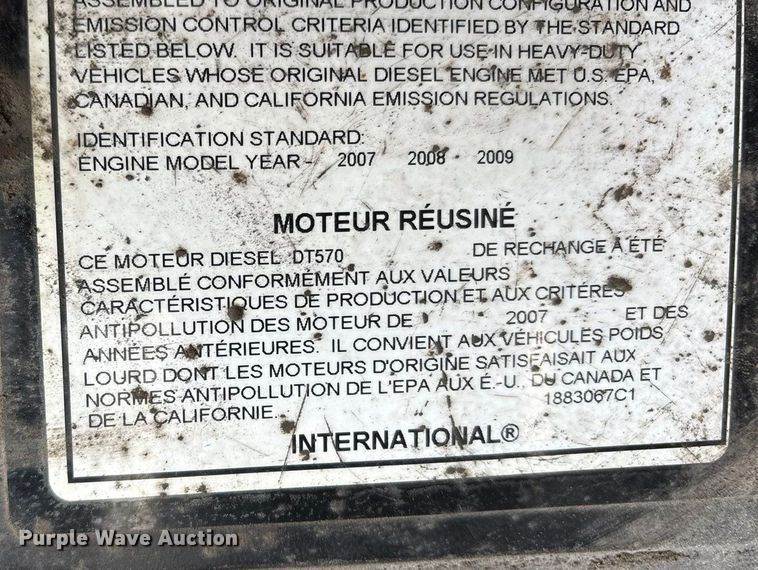 ASSEMBLED TO ORIGINAL PRODUCTION CONFIGURATION AND
EMISSION CONTROL CRITERIA IDENTIFIED BY THE STANDARD
LISTED BELOW. IT IS SUITABLE FOR USE IN HEAVY-DUTY
VEHICLES WHOSE ORIGINAL DIESEL ENGINE MET U.S. EPA,
CANADIAN, AND CALIFORNIA EMISSION REGULATIONS.
IDENTIFICATION STANDARD:
ENGINE MODEL YEAR - 2007 2008 2009
MOTEUR RÉUSINÉ
CE MOTEUR DIESEL DT570 DE RECHANGE A ÉTÉ
ASSEMBLÉ CONFORMÉMENT AUX VALEURS
CARACTÉRISTIQUES DE PRODUCTION ET AUX CRITÉRES
ANTIPOLLUTION DES MOTEUR DE 2007 ET DES
ANNÉES ANTÉRIEURES. IL CONVIENT AUX VÉHICULES POIDS
LOURD DONT LES MOTEURS D'ORIGINE SATISFAISAIT AUX
NORMES ANTIPOLLUTION DE L'EPA AUX É.-U., DU CANADA ET
DE LA CALIFORNIE. 1883067C1
INTERNATIONAL®
Purple Wave Auction